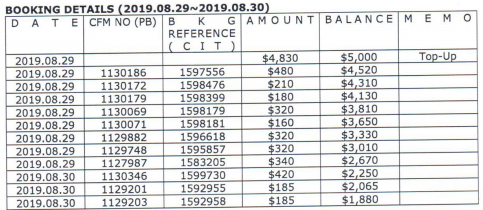 BOOKING DETAILS (2019.08.29~2019.08.30)
DATE CFM NO (PB) BKG REFERENCE (CIT) AMOUNT BALANCE MEMO
2019.08.29 $4,830 $5,000 Top-Up
2019.08.29 1130186 1597556 $480 $4,520
2019.08.29 1130172 1598476 $210 $4,310
2019.08.29 1130179 1598399 $180 $4,130
2019.08.29 1130069 1598179 $320 $3,810
2019.08.29 1130071 1598181 $160 $3,650
2019.08.29 1129882 1596618 $320 $3,330
2019.08.29 1129748 1595857 $320 $3,010
2019.08.29 1127987 1583205 $340 $2,670
2019.08.30 1130346 1599730 $420 $2,250
2019.08.30 1129201 1592955 $185 $2,065
2019.08.30 1129203 1592958 $185 $1,880